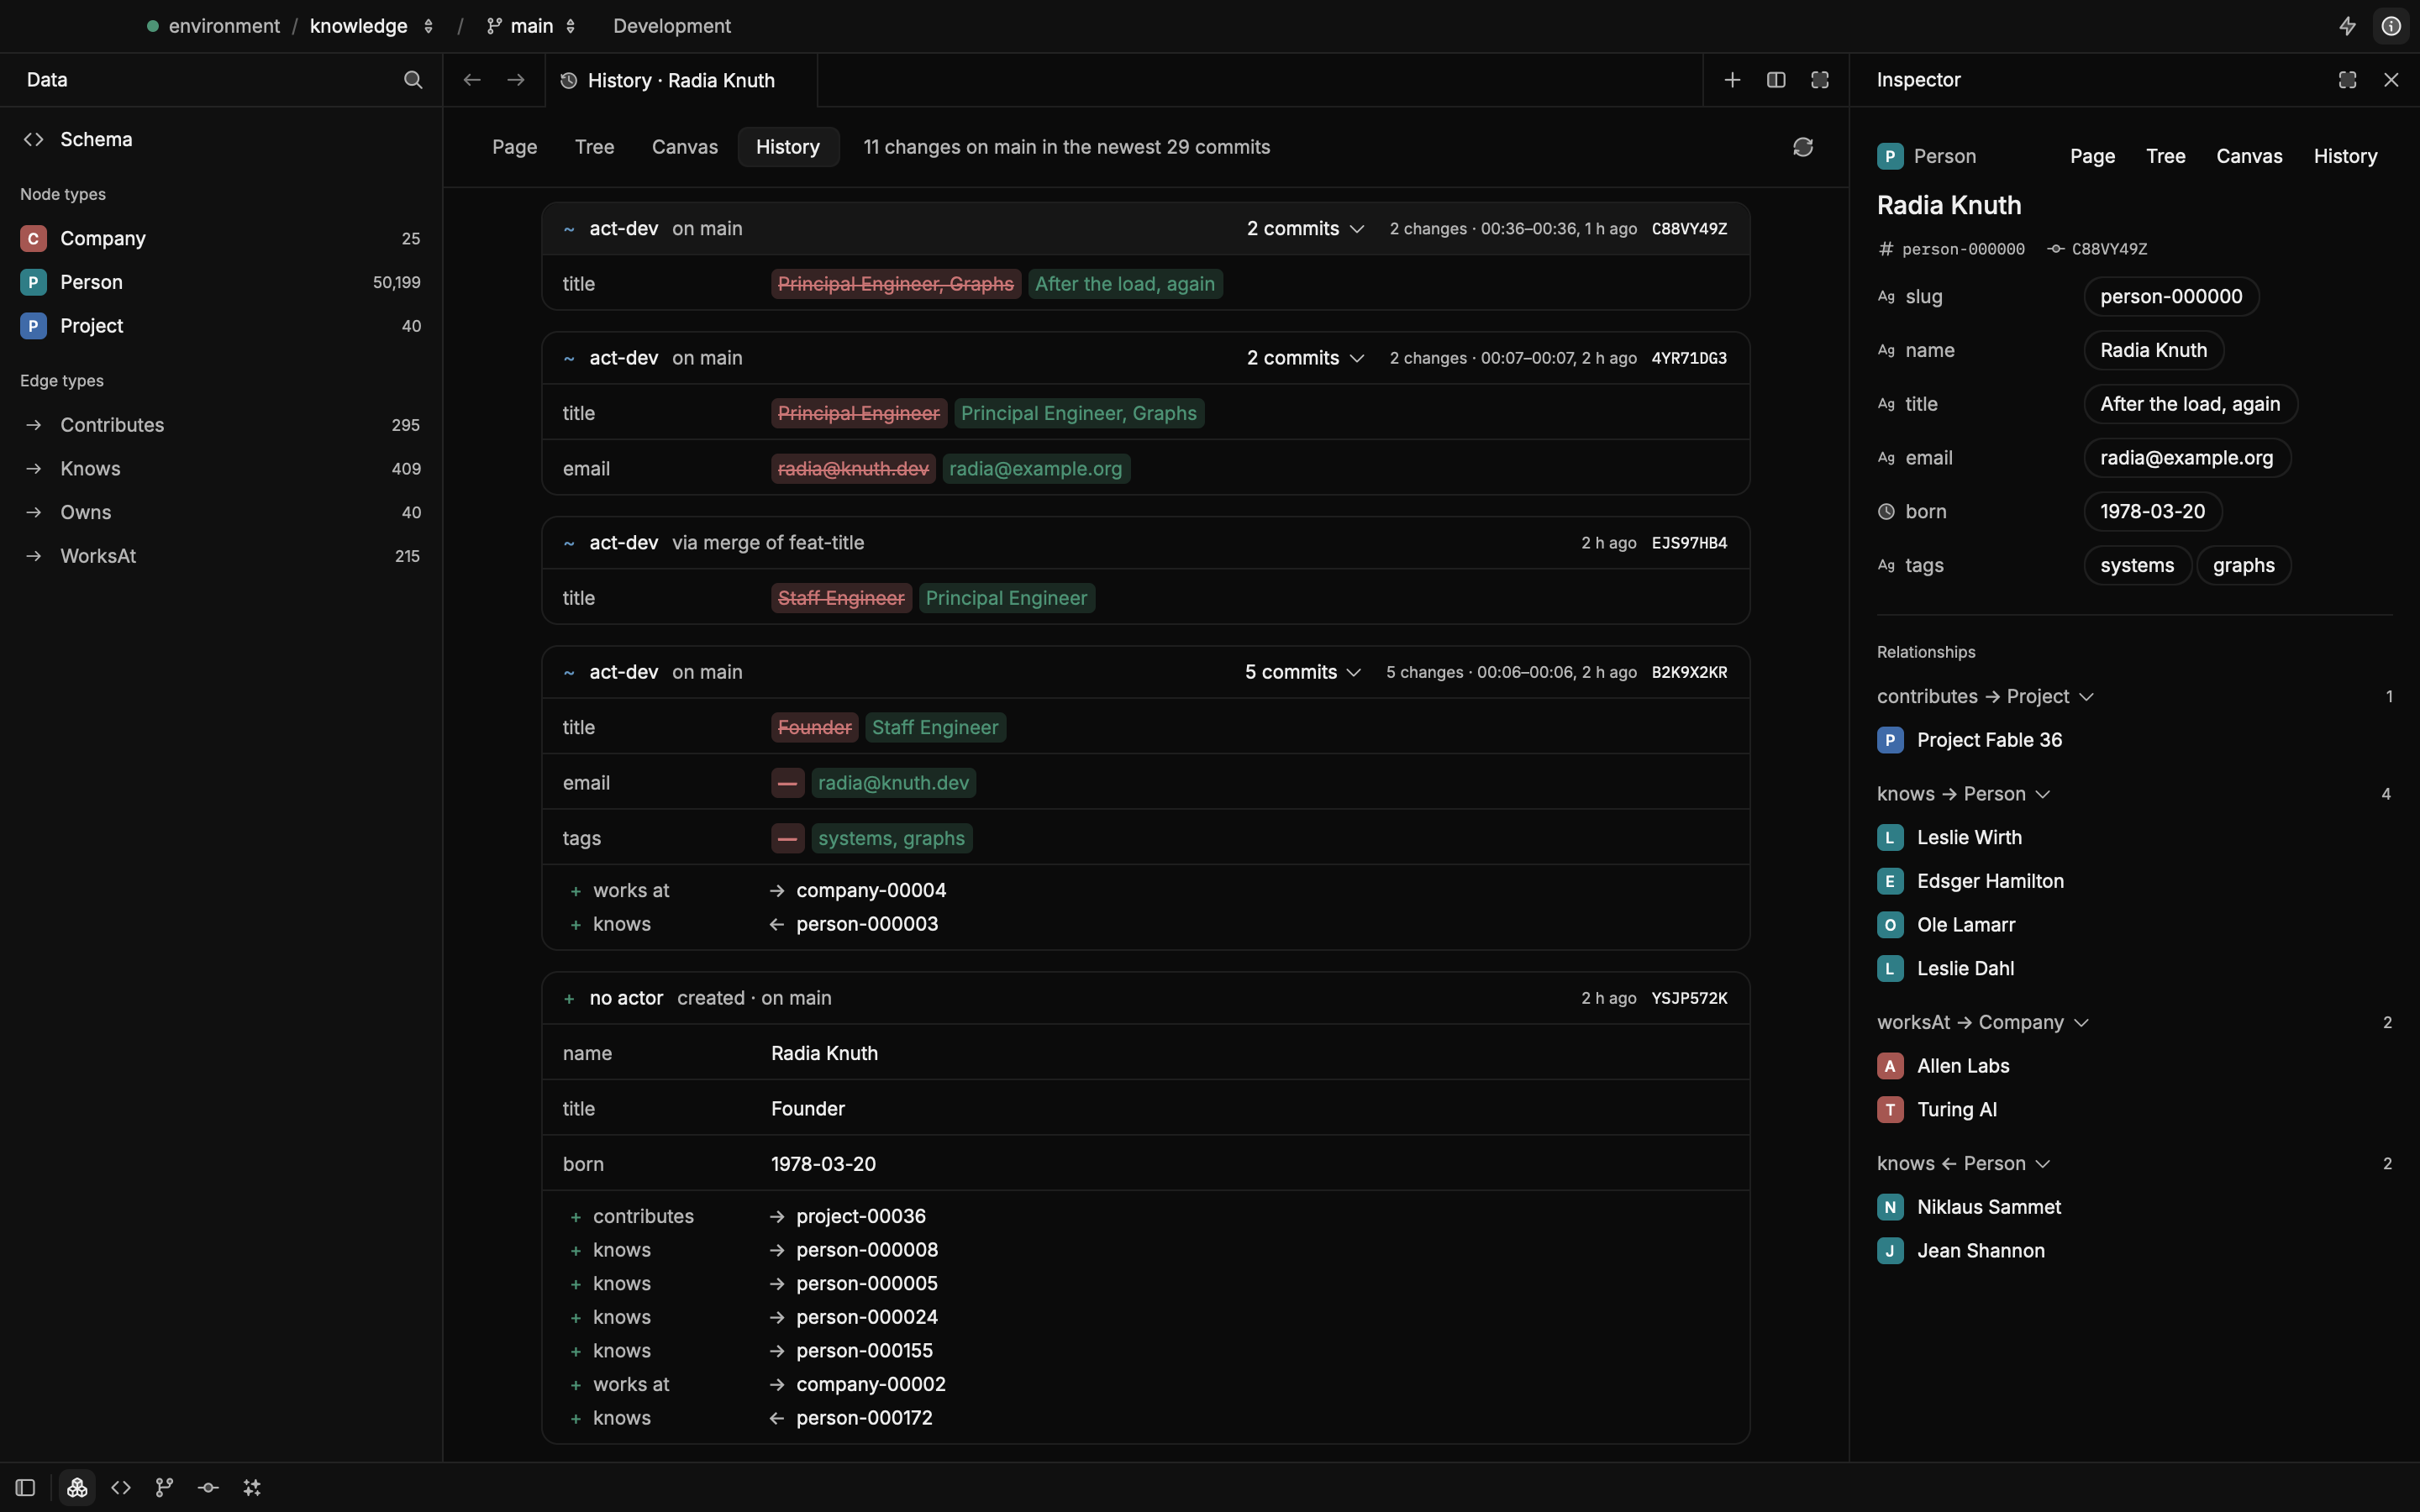 environment / knowledge / main Development
Data
Schema
Node types
C Company 25
P Person 50,199
P Project 40
Edge types
Contributes 295
Knows 409
Owns 40
WorksAt 215
History · Radia Knuth
Page Tree Canvas History 11 changes on main in the newest 29 commits
~ act-dev on main 2 commits 2 changes · 00:36–00:36, 1 h ago C88VY49Z
title Principal Engineer, Graphs After the load, again
~ act-dev on main 2 commits 2 changes · 00:07–00:07, 2 h ago 4YR71DG3
title Principal Engineer Principal Engineer, Graphs
email radia@knuth.dev radia@example.org
~ act-dev via merge of feat-title 2 h ago EJS97HB4
title Staff Engineer Principal Engineer
~ act-dev on main 5 commits 5 changes · 00:06–00:06, 2 h ago B2K9X2KR
title Founder Staff Engineer
email — radia@knuth.dev
tags — systems, graphs
+ works at → company-00004
+ knows ← person-000003
+ no actor created · on main 2 h ago YSJP572K
name Radia Knuth
title Founder
born 1978-03-20
+ contributes → project-00036
+ knows → person-000008
+ knows → person-000005
+ knows → person-000024
+ knows → person-000155
+ works at → company-00002
+ knows ← person-000172
Inspector
P Person Page Tree Canvas History
Radia Knuth
# person-000000 C88VY49Z
Ag slug person-000000
Ag name Radia Knuth
Ag title After the load, again
Ag email radia@example.org
born 1978-03-20
Ag tags systems graphs
Relationships
contributes → Project 1
P Project Fable 36
knows → Person 4
L Leslie Wirth
E Edsger Hamilton
O Ole Lamarr
L Leslie Dahl
worksAt → Company 2
A Allen Labs
T Turing AI
knows ← Person 2
N Niklaus Sammet
J Jean Shannon